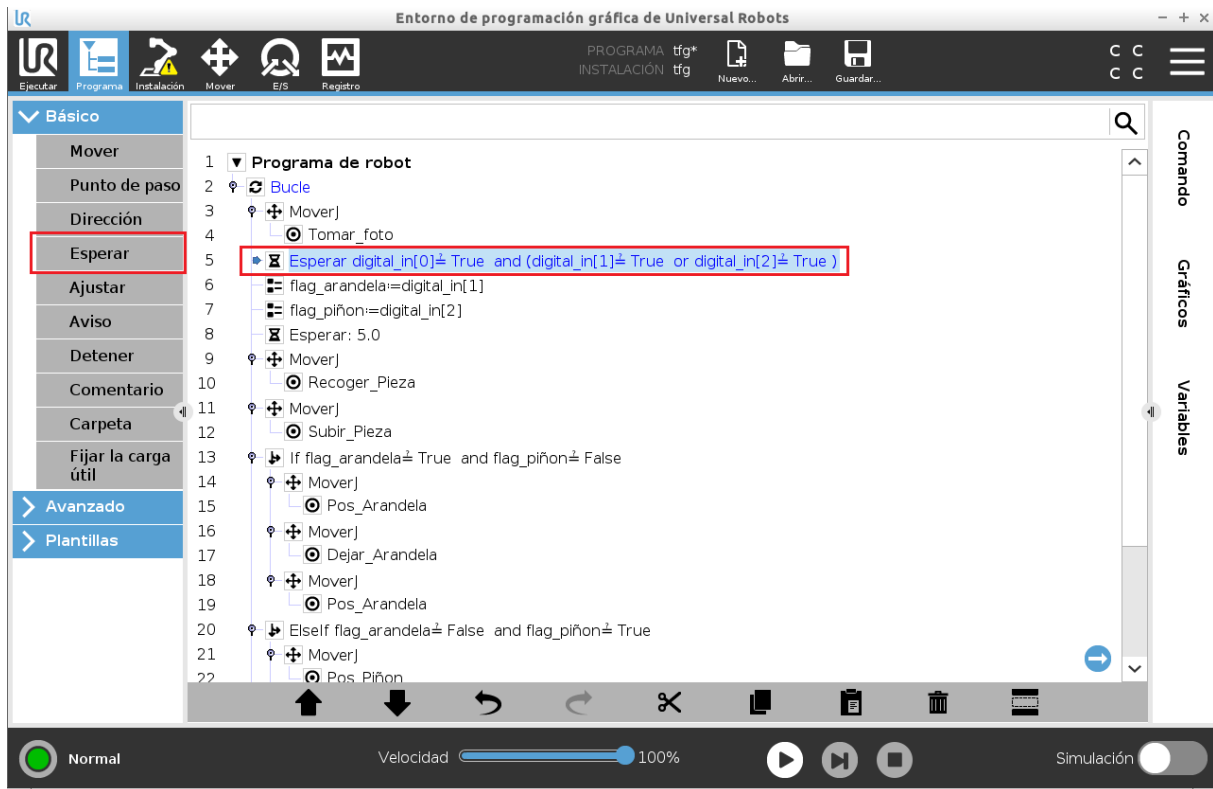 Entorno de programación gráfica de Universal Robots
Ejecutar
Programa
Instalación
Mover
E/S
Registro
PROGRAMA tfg*
INSTALACIÓN tfg
Nuevo...
Abrir...
Guardar...
C C
C C
Básico
Mover
Punto de paso
Dirección
Esperar
Ajustar
Aviso
Detener
Comentario
Carpeta
Fijar la carga
útil
Avanzado
Plantillas
1 Programa de robot
2 Bucle
3 MoverJ
4 Tomar_foto
5 Esperar digital_in[0]≟ True and (digital_in[1]≟ True or digital_in[2]≟ True )
6 flag_arandela≔digital_in[1]
7 flag_piñon≔digital_in[2]
8 Esperar: 5.0
9 MoverJ
10 Recoger_Pieza
11 MoverJ
12 Subir_Pieza
13 If flag_arandela≟ True and flag_piñon≟ False
14 MoverJ
15 Pos_Arandela
16 MoverJ
17 Dejar_Arandela
18 MoverJ
19 Pos_Arandela
20 ElseIf flag_arandela≟ False and flag_piñon≟ True
21 MoverJ
22 Pos_Piñon
Comando
Gráficos
Variables
Normal
Velocidad
100%
Simulación